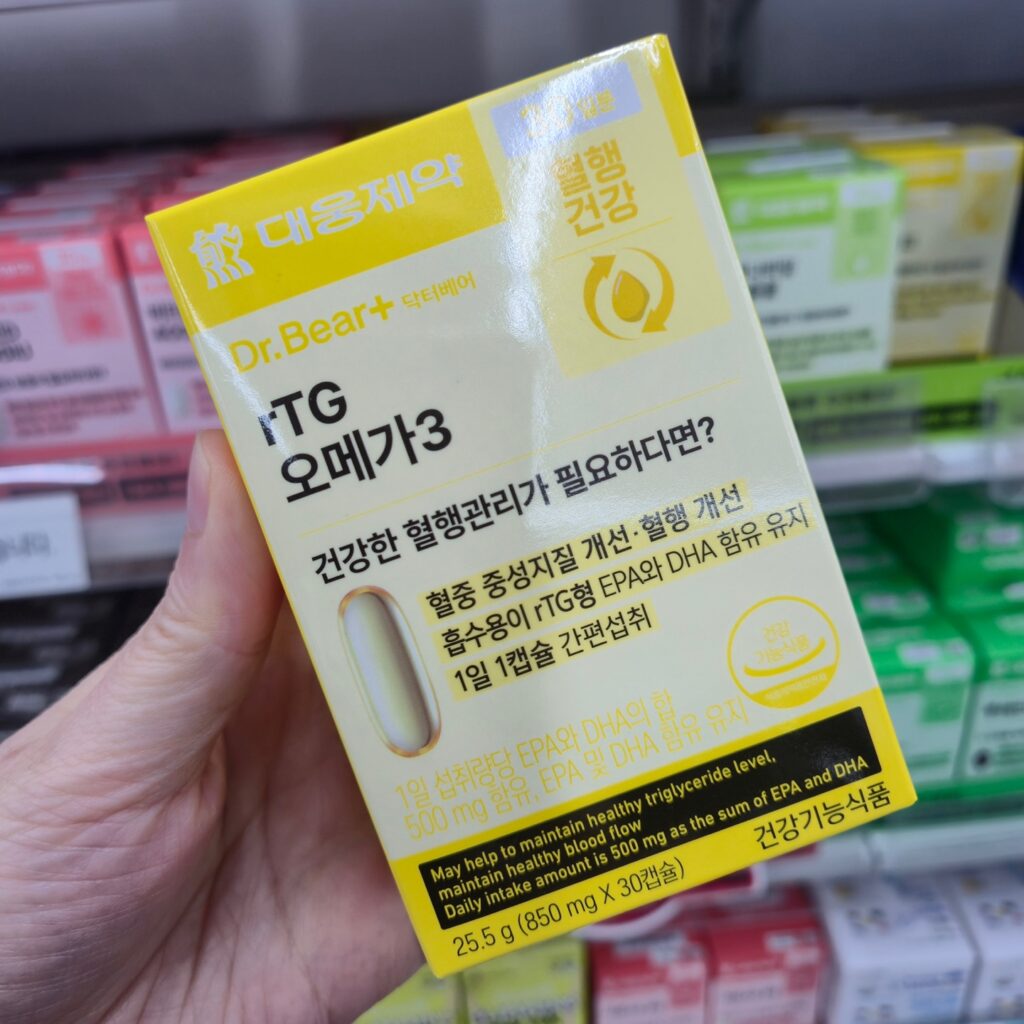 대웅제약
혈행
건강
Dr.Bear+ 닥터베어
rTG
오메가3
건강한 혈행관리가 필요하다면?
혈중 중성지질 개선·혈행 개선
흡수용이 rTG형 EPA와 DHA 함유 유지
1일 1캡슐 간편섭취
건강
기능식품
1일 섭취량당 EPA와 DHA의 합
500 mg 함유, EPA 및 DHA 함유 유지
May help to maintain healthy triglyceride level,
maintain healthy blood flow
Daily intake amount is 500 mg as the sum of EPA and DHA
25.5 g (850 mg X 30캡슐)
건강기능식품